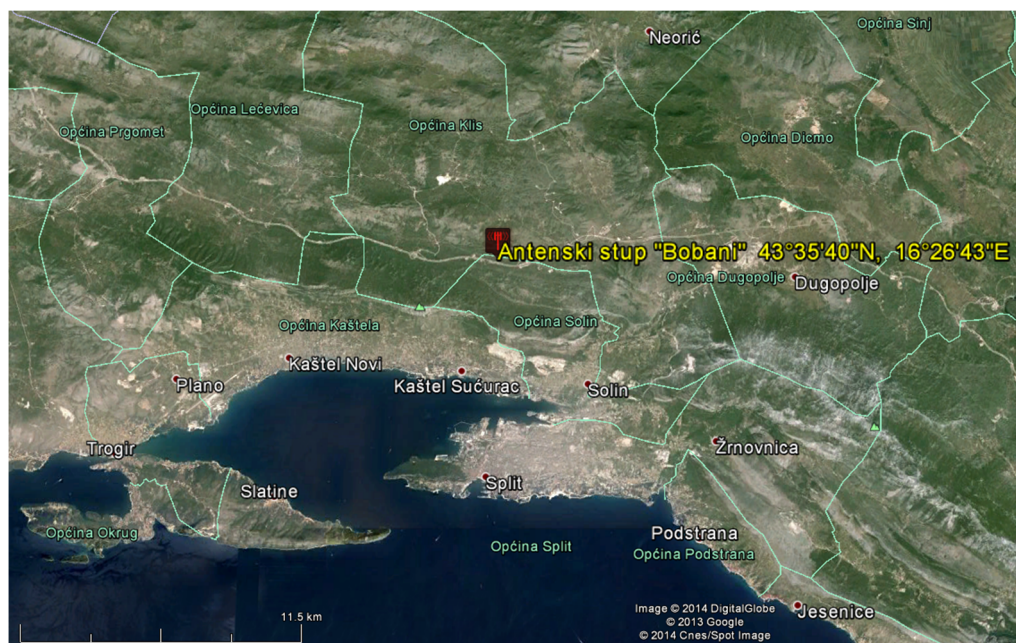 Neorić
Općina Sinj
Općina Lećevica
Općina Klis
Općina Prgomet
Općina Dicmo
Antenski stup "Bobani" 43°35'40"N, 16°26'43"E
Općina Dugopolje
Dugopolje
Općina Kaštela
Općina Solin
Kaštel Novi
Plano
Kaštel Sućurac
Solin
Trogir
Žrnovnica
Split
Slatine
Općina Okrug
Podstrana
Općina Split
Općina Podstrana
Jesenice
11.5 km
Image © 2014 DigitalGlobe
© 2013 Google
© 2014 Cnes/Spot Image